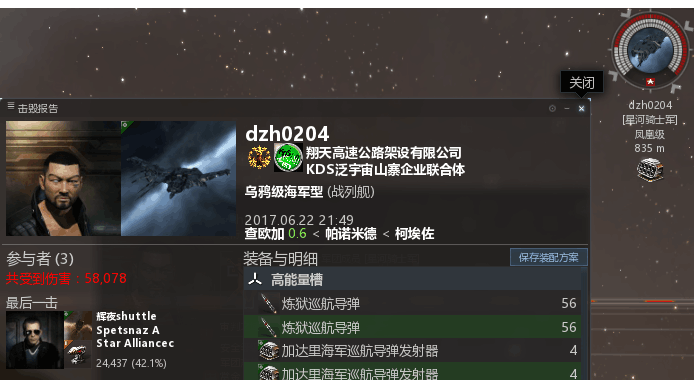 关闭
dzh0204
[星河骑士军]
凤凰级
835 m
击毁报告
dzh0204
翔天高速公路架设有限公司
KDS泛宇宙山寨企业联合体
乌鸦级海军型 (战列舰)
2017.06.22 21:49
查欧加 0.6 < 帕诺米德 < 柯埃佐
参与者 (3)
共受到伤害：58,078
最后一击
辉夜shuttle
Spetsnaz A
Star Alliancec
24,437 (42.1%)
装备与明细
保存装配方案
高能量槽
炼狱巡航导弹 56
炼狱巡航导弹 56
加达里海军巡航导弹发射器 4
加达里海军巡航导弹发射器 4